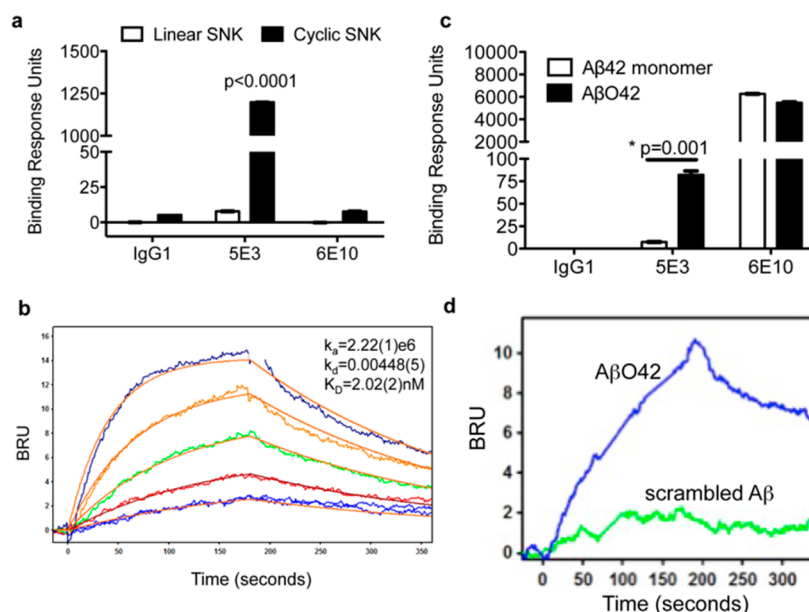 a
Linear SNK Cyclic SNK
Binding Response Units
1500
1250
1000
50
25
0
p<0.0001
IgG1 5E3 6E10
c
Aβ42 monomer
AβO42
Binding Response Units
10000
8000
6000
4000
2000
100
75
50
25
0
* p=0.001
IgG1 5E3 6E10
b
BRU
16
14
12
10
8
6
4
2
0
kₐ=2.22(1)e6
k_d=0.00448(5)
K_D=2.02(2)nM
0 50 100 150 200 250 300 350
Time (seconds)
d
BRU
10
8
6
4
2
0
AβO42
scrambled Aβ
0 50 100 150 200 250 300
Time (seconds)